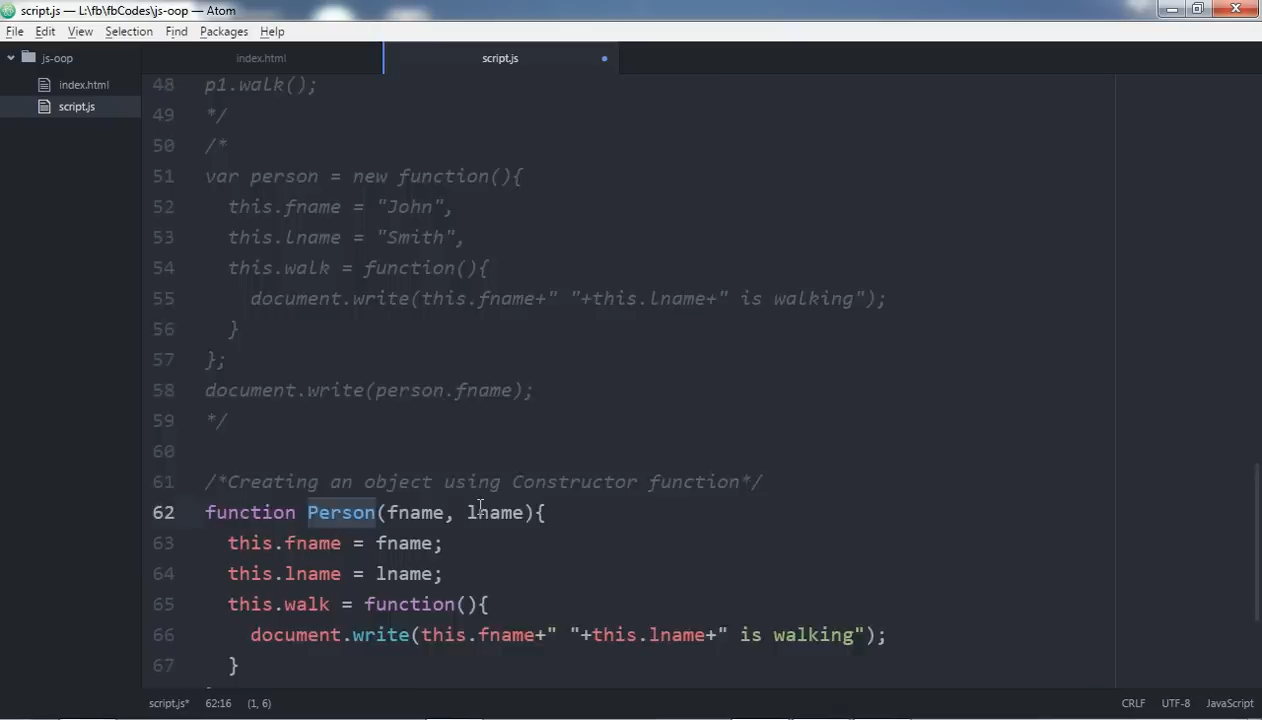 script.js — L:\fb\fbCodes\js-oop — Atom
File Edit View Selection Find Packages Help
js-oop
index.html
script.js
index.html
script.js
48 p1.walk();
49 */
50 /*
51 var person = new function(){
52 this.fname = "John",
53 this.lname = "Smith",
54 this.walk = function(){
55 document.write(this.fname+" "+this.lname+" is walking");
56 }
57 };
58 document.write(person.fname);
59 */
60
61 /*Creating an object using Constructor function*/
62 function Person(fname, lname){
63 this.fname = fname;
64 this.lname = lname;
65 this.walk = function(){
66 document.write(this.fname+" "+this.lname+" is walking");
67 }
script.js* 62:16 (1, 6) CRLF UTF-8 JavaScript